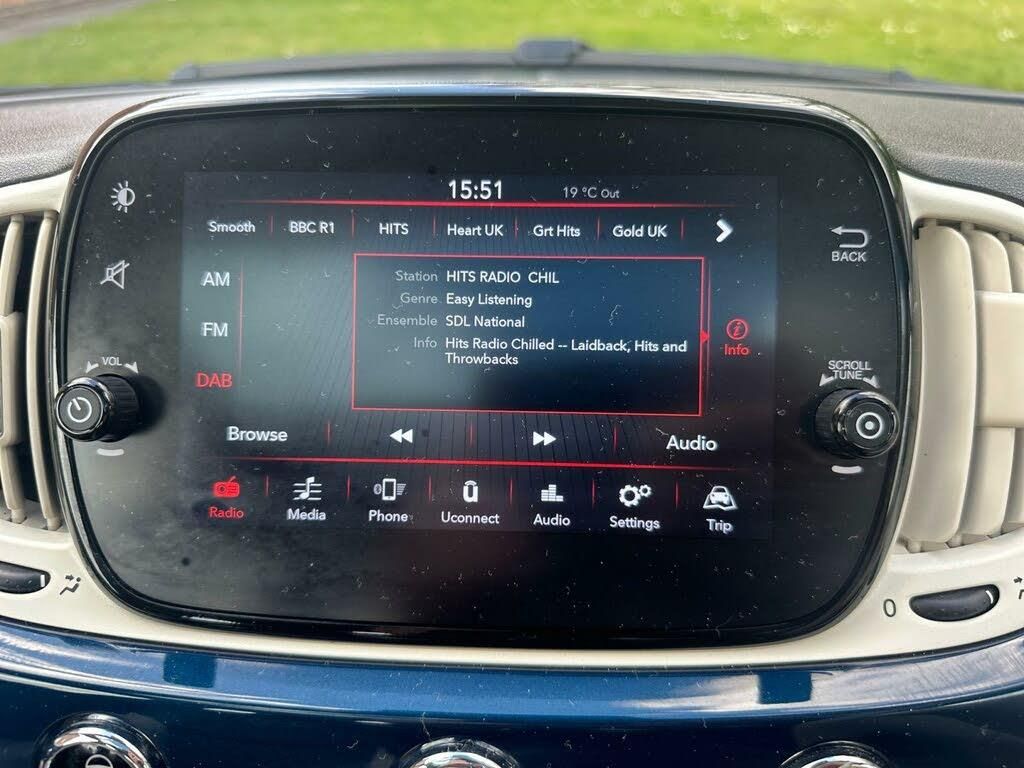 15:51 19 °C Out
Smooth BBC R1 HITS Heart UK Grt Hits Gold UK
BACK
AM
FM
DAB
Station HITS RADIO CHIL
Genre Easy Listening
Ensemble SDL National
Info Hits Radio Chilled -- Laidback, Hits and
Throwbacks
Info
VOL
SCROLL
TUNE
Browse Audio
Radio Media Phone Uconnect Audio Settings Trip
0